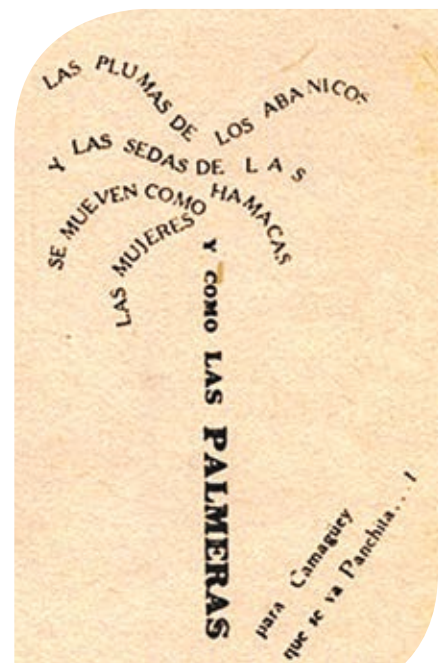 LAS PLUMAS DE LOS ABANICOS
Y LAS SEDAS DE LAS
HAMACAS
SE MUEVEN COMO
LAS MUJERES
Y COMO LAS PALMERAS
para Camaguey
que se va Panchita...!